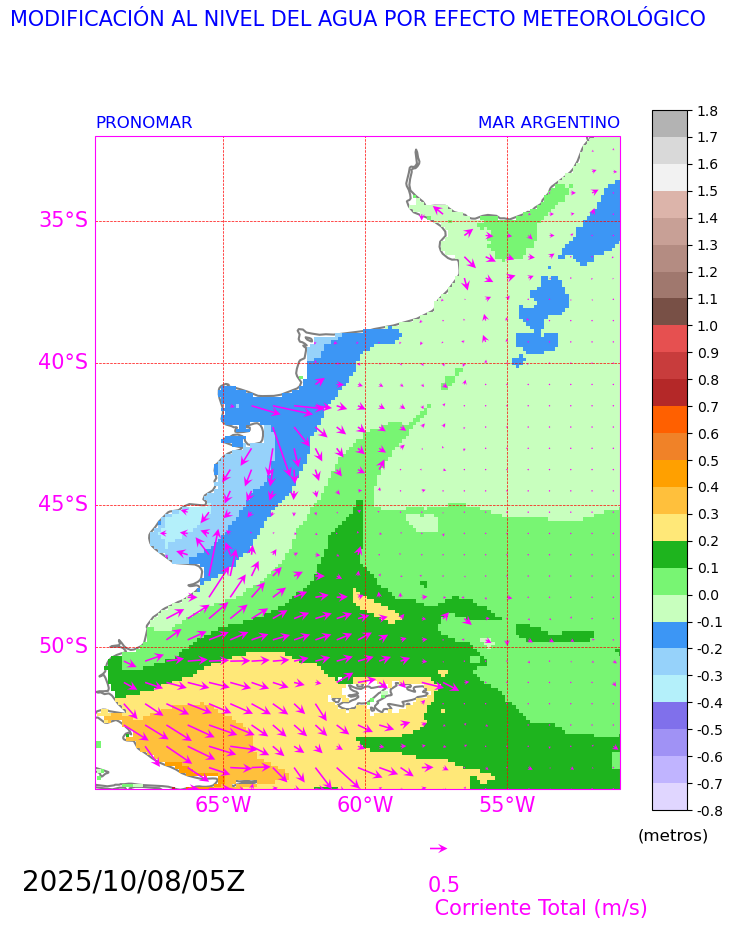 MODIFICACIÓN AL NIVEL DEL AGUA POR EFECTO METEOROLÓGICO
PRONOMAR
MAR ARGENTINO
35°S
40°S
45°S
50°S
65°W
60°W
55°W
1.8
1.7
1.6
1.5
1.4
1.3
1.2
1.1
1.0
0.9
0.8
0.7
0.6
0.5
0.4
0.3
0.2
0.1
0.0
-0.1
-0.2
-0.3
-0.4
-0.5
-0.6
-0.7
-0.8
(metros)
2025/10/08/05Z
0.5
Corriente Total (m/s)